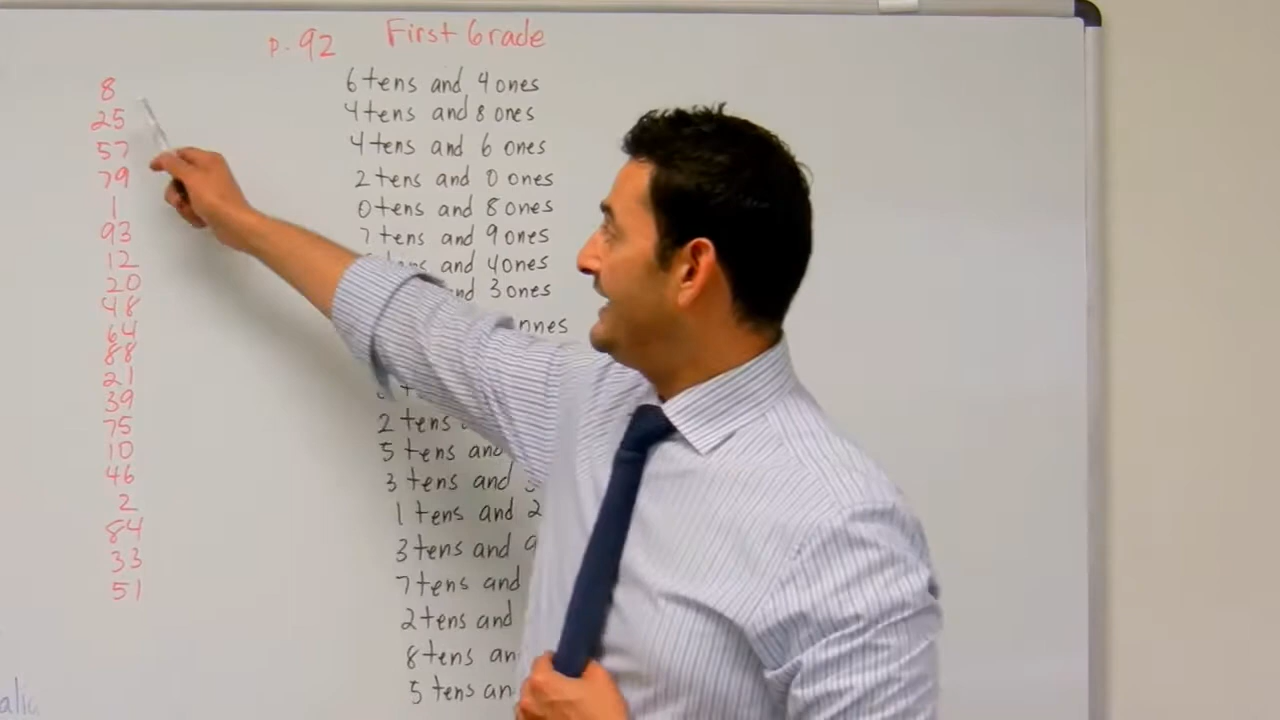 p. 92 First Grade
8
25
57
79
1
93
12
20
48
64
88
21
39
75
10
46
2
84
33
51
6 tens and 4 ones
4 tens and 8 ones
4 tens and 6 ones
2 tens and 0 ones
0 tens and 8 ones
7 tens and 9 ones
and 4 ones
and 3 ones
onnes
2 tens
5 tens and
3 tens and
1 tens and 2
3 tens and 9
7 tens and
2 tens and
8 tens an
5 tens an